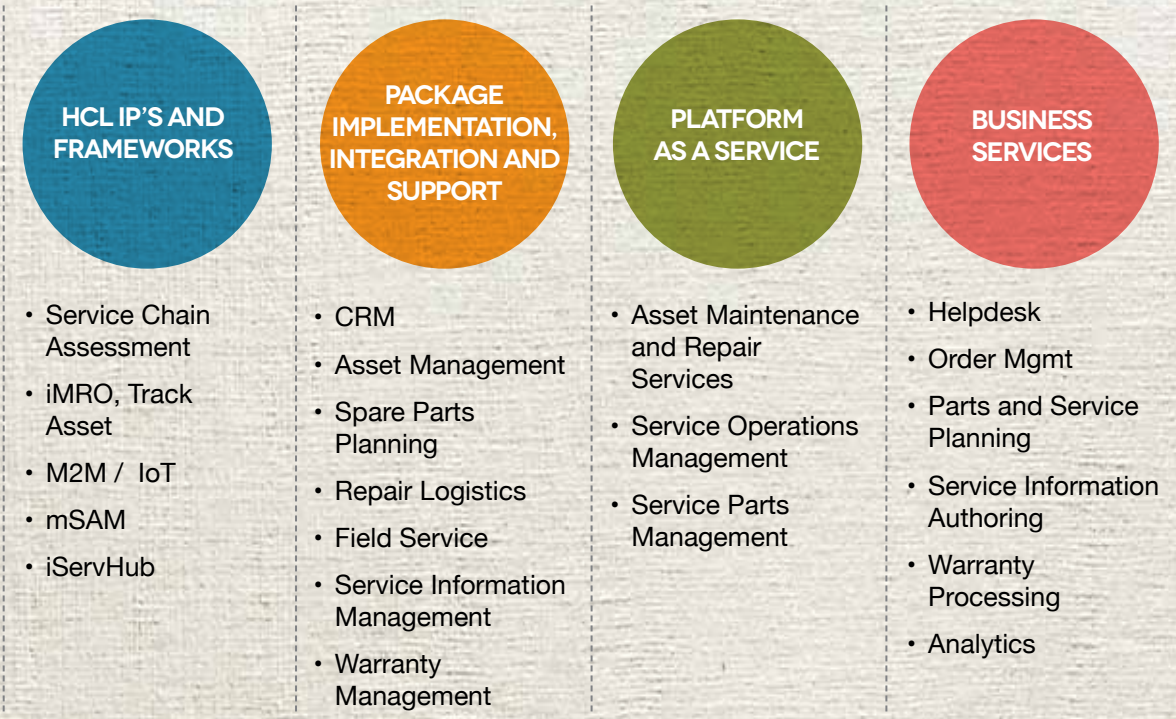 HCL IP'S AND
FRAMEWORKS
• Service Chain
Assessment
• iMRO, Track
Asset
• M2M / IoT
• mSAM
• iServHub
PACKAGE
IMPLEMENTATION,
INTEGRATION AND
SUPPORT
• CRM
• Asset Management
• Spare Parts
Planning
• Repair Logistics
• Field Service
• Service Information
Management
• Warranty
Management
PLATFORM
AS A SERVICE
• Asset Maintenance
and Repair
Services
• Service Operations
Management
• Service Parts
Management
BUSINESS
SERVICES
• Helpdesk
• Order Mgmt
• Parts and Service
Planning
• Service Information
Authoring
• Warranty
Processing
• Analytics